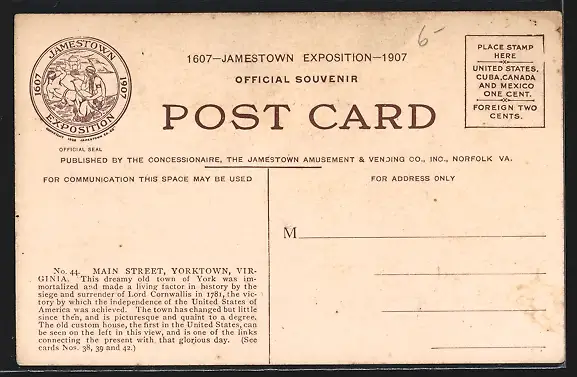 6-
1607—JAMESTOWN EXPOSITION—1907
OFFICIAL SOUVENIR
POST CARD
JAMESTOWN
1607
1907
EXPOSITION
OFFICIAL SEAL
PLACE STAMP
HERE
UNITED STATES,
CUBA, CANADA
AND MEXICO
ONE CENT.
FOREIGN TWO
CENTS.
PUBLISHED BY THE CONCESSIONAIRE, THE JAMESTOWN AMUSEMENT & VENDING CO., INC., NORFOLK VA.
FOR COMMUNICATION THIS SPACE MAY BE USED
FOR ADDRESS ONLY
M
No. 44. MAIN STREET, YORKTOWN, VIR-
GINIA. This dreamy old town of York was im-
mortalized and made a living factor in history by the
siege and surrender of Lord Cornwallis in 1781, the vic-
tory by which the independence of the United States of
America was achieved. The town has changed but little
since then, and is picturesque and quaint to a degree.
The old custom house, the first in the United States, can
be seen on the left in this view, and is one of the links
connecting the present with that glorious day. (See
cards Nos. 38, 39 and 42.)